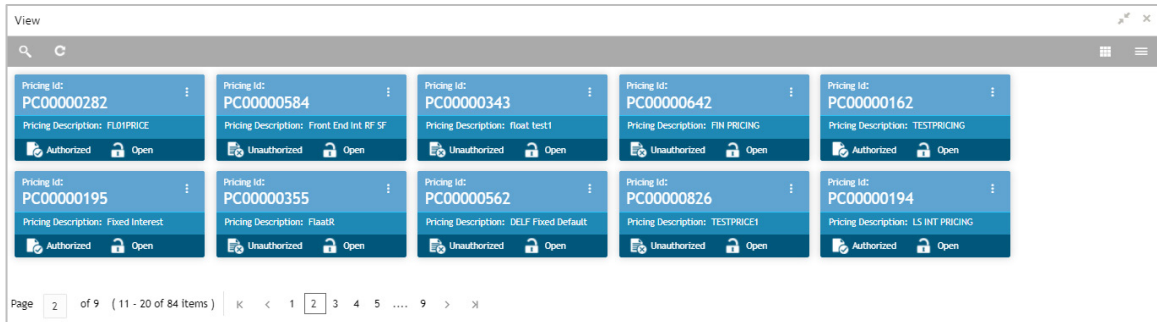 View
Pricing Id:
PC00000282
Pricing Description: FL01PRICE
Authorized Open
Pricing Id:
PC00000584
Pricing Description: Front End Int RF SF
Unauthorized Open
Pricing Id:
PC00000343
Pricing Description: float test1
Unauthorized Open
Pricing Id:
PC00000642
Pricing Description: FIN PRICING
Unauthorized Open
Pricing Id:
PC00000162
Pricing Description: TESTPRICING
Authorized Open
Pricing Id:
PC00000195
Pricing Description: Fixed Interest
Authorized Open
Pricing Id:
PC00000355
Pricing Description: FlaatR
Unauthorized Open
Pricing Id:
PC00000562
Pricing Description: DELF Fixed Default
Unauthorized Open
Pricing Id:
PC00000826
Pricing Description: TESTPRICE1
Unauthorized Open
Pricing Id:
PC00000194
Pricing Description: LS INT PRICING
Authorized Open
Page 2 of 9 ( 11 - 20 of 84 items ) 1 2 3 4 5 .... 9